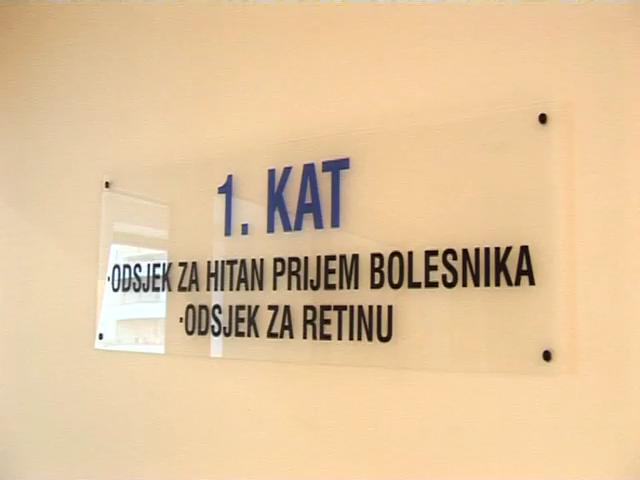 1. KAT
·ODSJEK ZA HITAN PRIJEM BOLESNIKA
·ODSJEK ZA RETINU